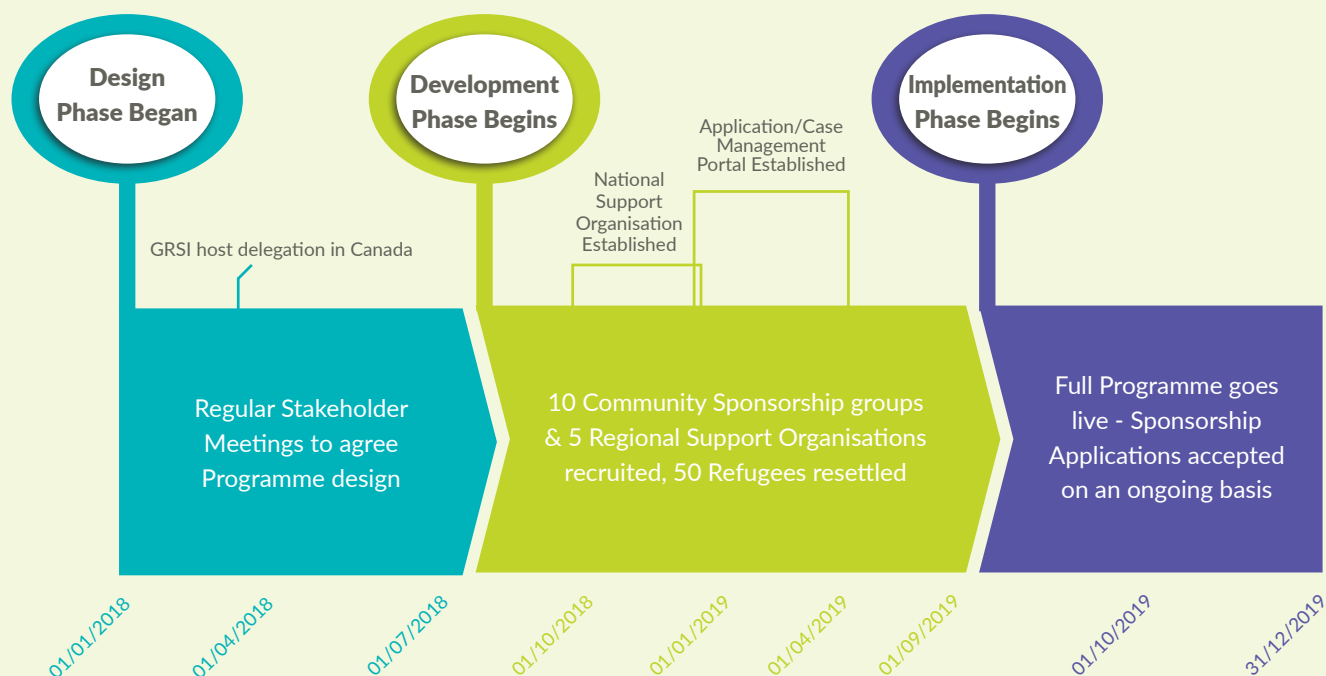 Design
Phase Began
Development
Phase Begins
Implementation
Phase Begins
Application/Case
Management
Portal Established
National
Support
Organisation
Established
GRSI host delegation in Canada
Regular Stakeholder
Meetings to agree
Programme design
10 Community Sponsorship groups
& 5 Regional Support Organisations
recruited, 50 Refugees resettled
Full Programme goes
live - Sponsorship
Applications accepted
on an ongoing basis
01/01/2018
01/04/2018
01/07/2018
01/10/2018
01/01/2019
01/04/2019
01/09/2019
01/10/2019
31/12/2019